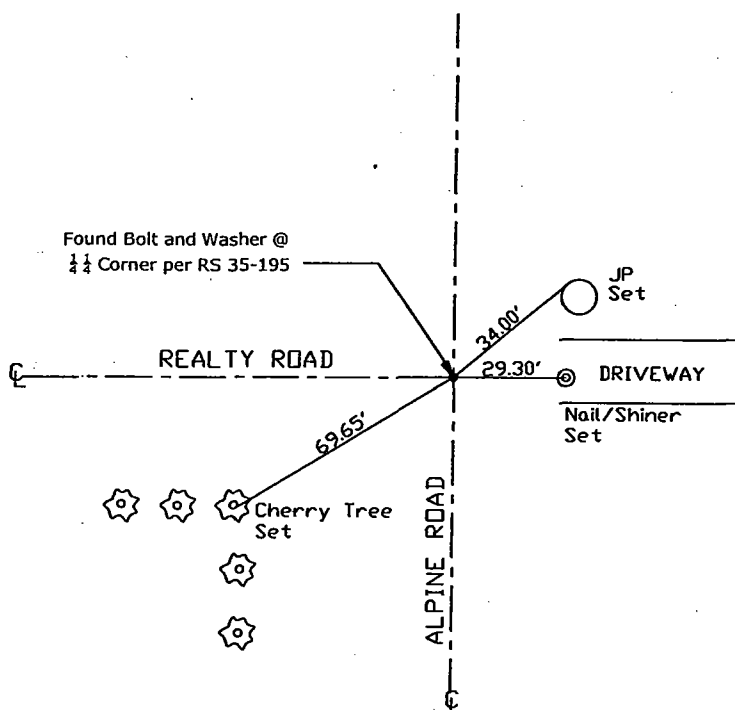 Found Bolt and Washer @
¼ ¼ Corner per RS 35-195
JP
Set
34.00'
REALTY ROAD
29.30'
DRIVEWAY
℄
Nail/Shiner
Set
69.65'
Cherry Tree
Set
ALPINE ROAD
℄